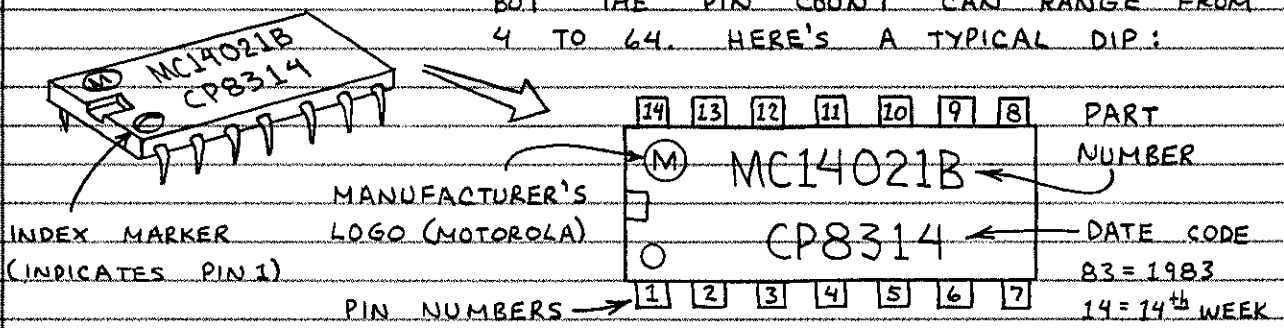 BUT THE PIN COUNT CAN RANGE FROM
4 TO 64. HERE'S A TYPICAL DIP:
M MC14021B
CP8314
INDEX MARKER
(INDICATES PIN 1)
14 13 12 11 10 9 8
M MC14021B
CP8314
1 2 3 4 5 6 7
MANUFACTURER'S
LOGO (MOTOROLA)
PIN NUMBERS
PART
NUMBER
DATE CODE
83 = 1983
14 = 14th WEEK